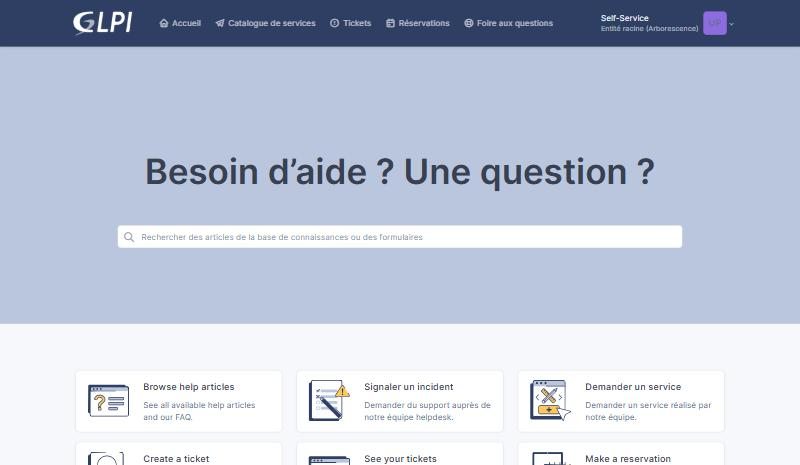 GLPI
Accueil
Catalogue de services
Tickets
Réservations
Foire aux questions
Self-Service
Entité racine (Arborescence)
UP
Besoin d’aide ? Une question ?
Rechercher des articles de la base de connaissances ou des formulaires
Browse help articles
See all available help articles
and our FAQ.
Signaler un incident
Demander du support auprès de
notre équipe helpdesk.
Demander un service
Demander un service réalisé par
notre équipe.
Create a ticket
See your tickets
Make a reservation